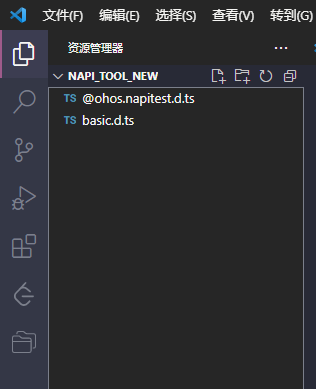 文件(F) 编辑(E) 选择(S) 查看(V) 转到(G)
资源管理器
NAPI_TOOL_NEW
TS @ohos.napitest.d.ts
TS basic.d.ts